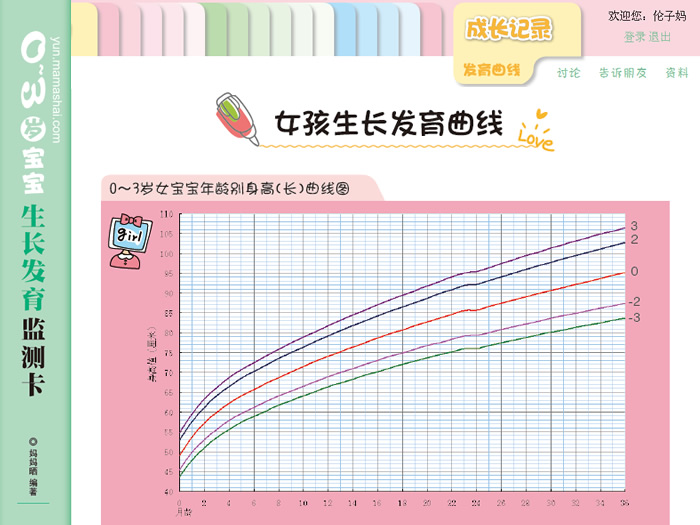 yun.mamashai.com
0~3岁宝宝
生长发育监测卡
◎妈妈晒 编著
成长记录
欢迎您：伦子妈
登录 退出
发育曲线
讨论 告诉朋友 资料
女孩生长发育曲线
Love
0～3岁女宝宝年龄别身高(长)曲线图
girl
110
105
100
95
90
85
80
75
70
65
60
55
50
45
40
身高值（厘米）
3
2
0
-2
-3
0 2 4 6 8 10 12 14 16 18 20 22 24 26 28 30 32 34 36
月龄